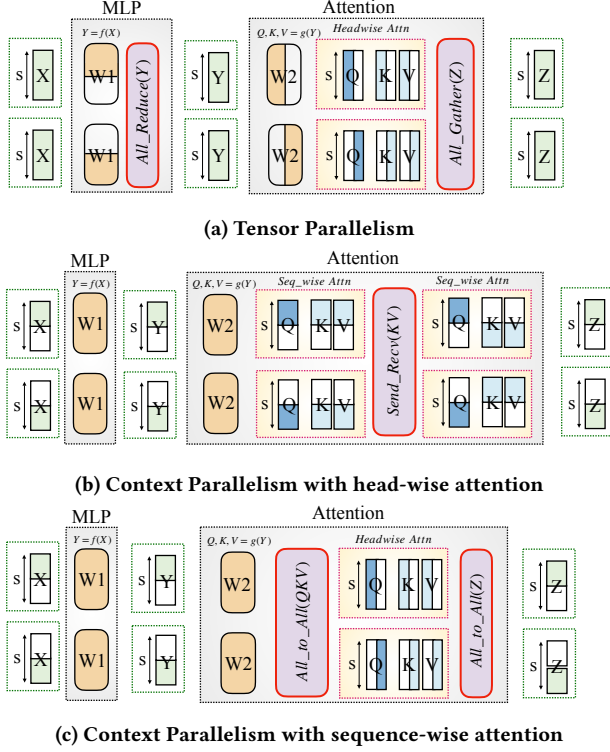 MLP Attention
Y = f(X) Q, K, V = g(Y) Headwise Attn
S X W1 All_Reduce(Y) S Y W2 S Q K V All_Gather(Z) S Z
S X W1 S Y W2 S Q K V S Z
(a) Tensor Parallelism
MLP Attention
Y = f(X) Q, K, V = g(Y) Seq_wise Attn Seq_wise Attn
S X W1 S Y W2 S Q K V Send_Recv(KV) S Q K V S Z
S X W1 S Y W2 S Q K V S Q K V S Z
(b) Context Parallelism with head-wise attention
MLP Attention
Y = f(X) Q, K, V = g(Y) Headwise Attn
S X W1 S Y W2 All_to_All(QKV) S Q K V All_to_All(Z) S Z
S X W1 S Y W2 S Q K V S Z
(c) Context Parallelism with sequence-wise attention